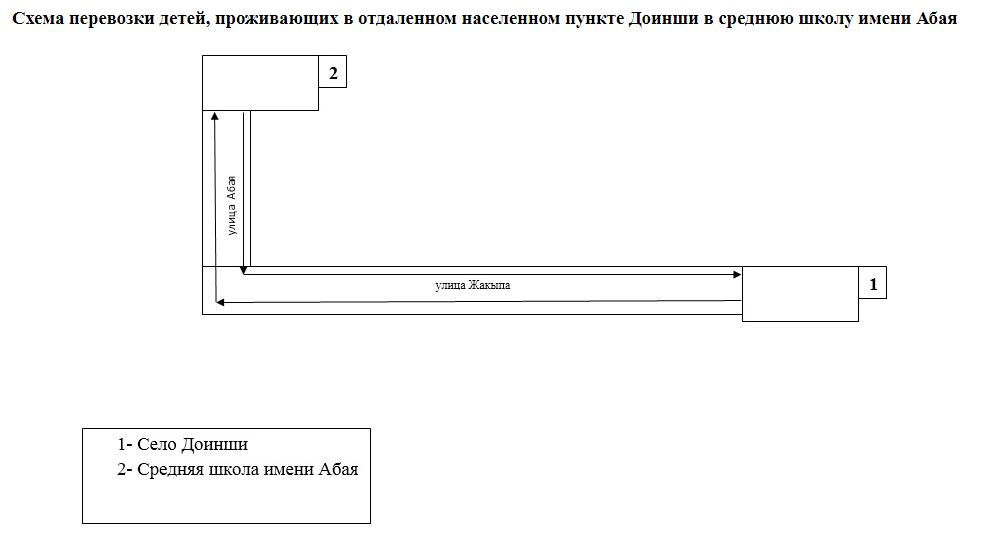 Схема перевозки детей, проживающих в отдаленном населенном пункте Доинши в среднюю школу имени Абая
2
улица Абая
улица Жакыпа
1
1- Село Доинши
2- Средняя школа имени Абая